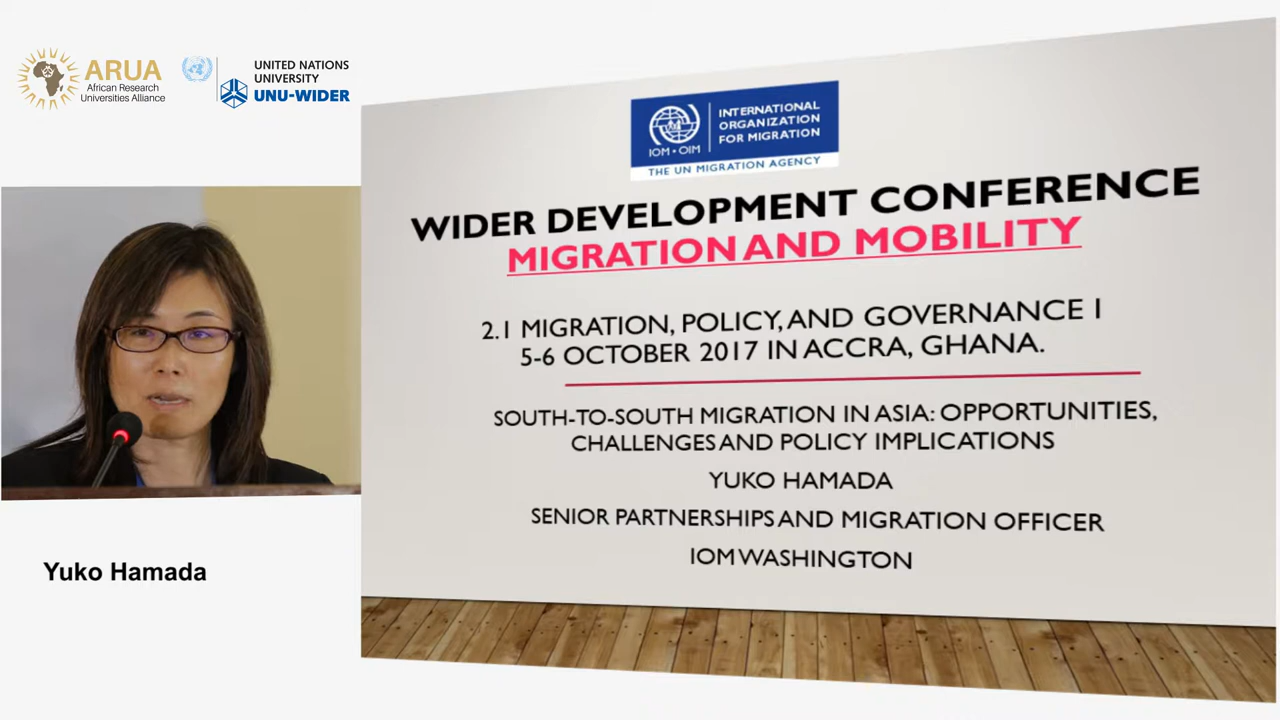 ARUA
African Research
Universities Alliance
UNITED NATIONS
UNIVERSITY
UNU-WIDER
INTERNATIONAL
ORGANIZATION
FOR MIGRATION
IOM • OIM
THE UN MIGRATION AGENCY
WIDER DEVELOPMENT CONFERENCE
MIGRATION AND MOBILITY
2.1 MIGRATION, POLICY, AND GOVERNANCE I
5-6 OCTOBER 2017 IN ACCRA, GHANA.
SOUTH-TO-SOUTH MIGRATION IN ASIA: OPPORTUNITIES,
CHALLENGES AND POLICY IMPLICATIONS
YUKO HAMADA
SENIOR PARTNERSHIPS AND MIGRATION OFFICER
IOM WASHINGTON
Yuko Hamada